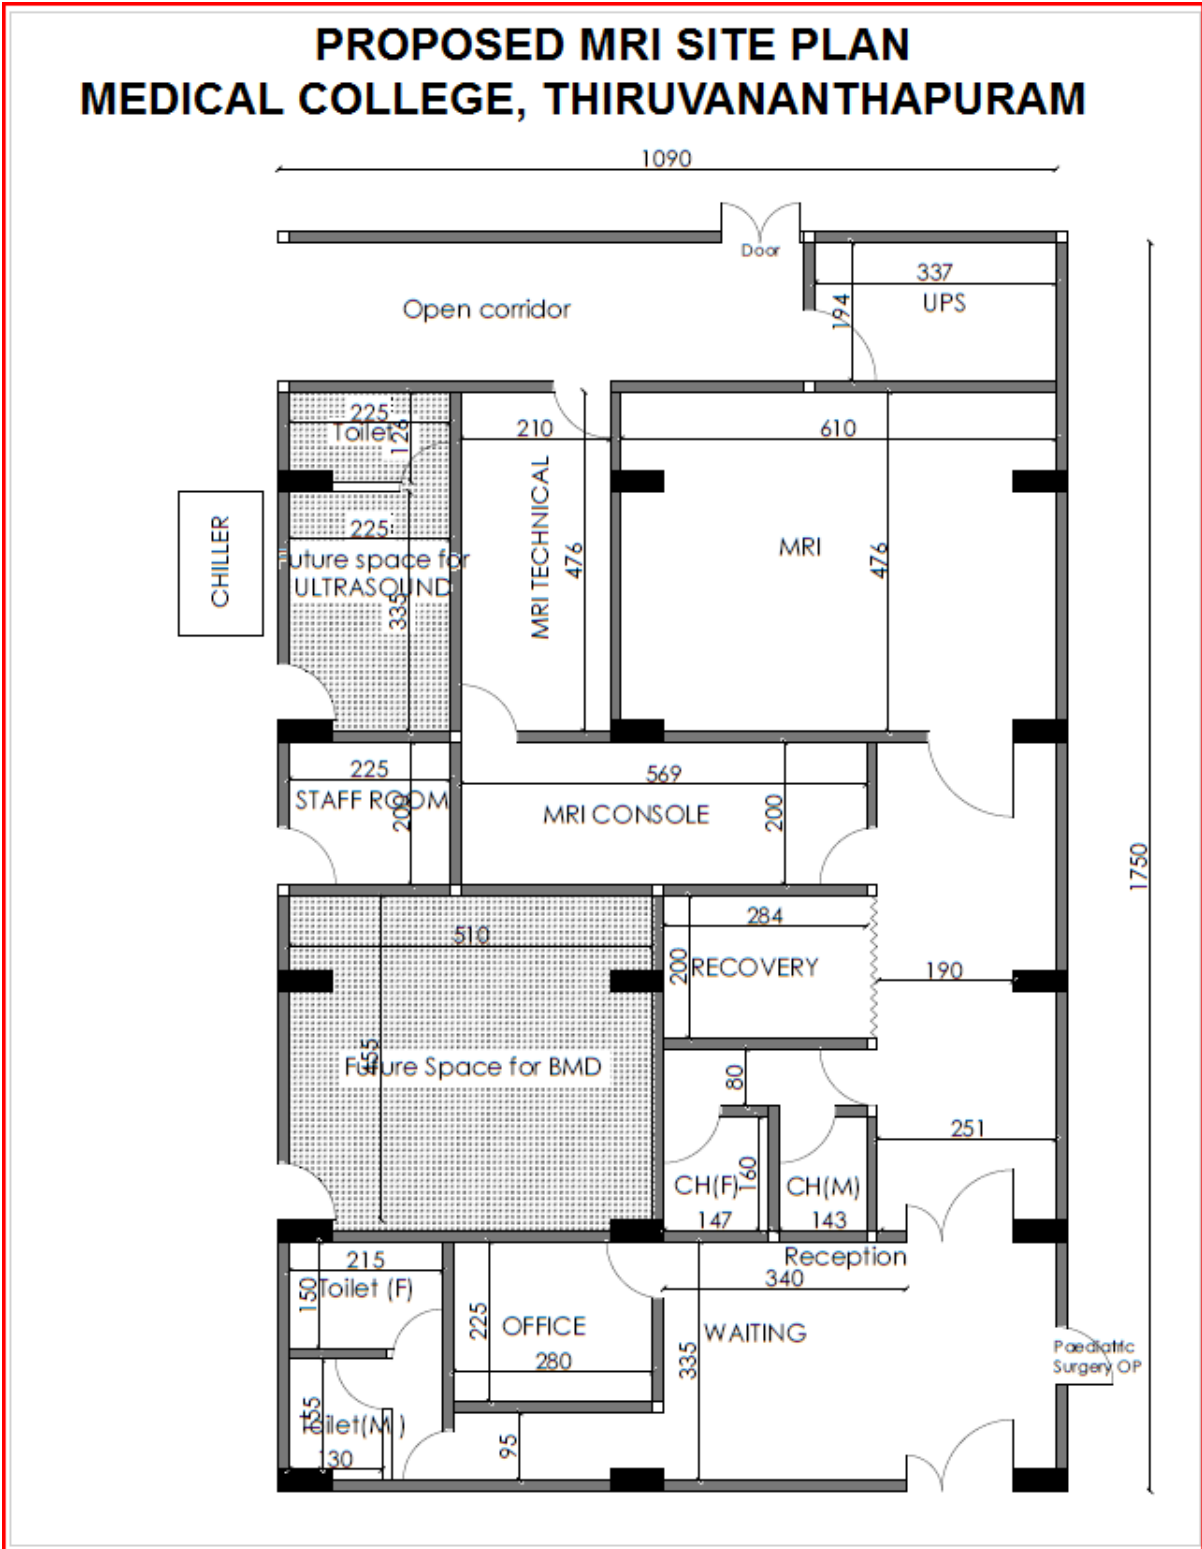 PROPOSED MRI SITE PLAN
MEDICAL COLLEGE, THIRUVANANTHAPURAM
1090
Door
337
UPS
194
Open corridor
225
Toilet
126
210
610
CHILLER
225
Future space for
ULTRASOUND
335
MRI TECHNICAL
476
MRI
476
225
STAFF ROOM
200
569
MRI CONSOLE
200
1750
510
284
200
RECOVERY
190
455
Future Space for BMD
80
251
CH(F)
160
CH(M)
147
143
Reception
215
150
Toilet (F)
340
225
OFFICE
WAITING
280
335
Paediatric
Surgery OP
155
Toilet(M)
130
95